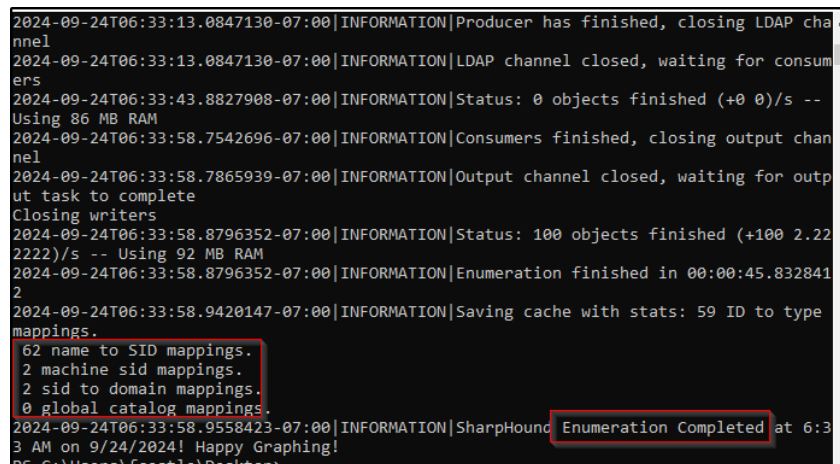 2024-09-24T06:33:13.0847130-07:00|INFORMATION|Producer has finished, closing LDAP cha
nnel
2024-09-24T06:33:13.0847130-07:00|INFORMATION|LDAP channel closed, waiting for consum
ers
2024-09-24T06:33:43.8827908-07:00|INFORMATION|Status: 0 objects finished (+0 0)/s --
Using 86 MB RAM
2024-09-24T06:33:58.7542696-07:00|INFORMATION|Consumers finished, closing output chan
nel
2024-09-24T06:33:58.7865939-07:00|INFORMATION|Output channel closed, waiting for outp
ut task to complete
Closing writers
2024-09-24T06:33:58.8796352-07:00|INFORMATION|Status: 100 objects finished (+100 2.22
2222)/s -- Using 92 MB RAM
2024-09-24T06:33:58.8796352-07:00|INFORMATION|Enumeration finished in 00:00:45.832841
2
2024-09-24T06:33:58.9420147-07:00|INFORMATION|Saving cache with stats: 59 ID to type
mappings.
62 name to SID mappings.
2 machine sid mappings.
2 sid to domain mappings.
0 global catalog mappings.
2024-09-24T06:33:58.9558423-07:00|INFORMATION|SharpHound Enumeration Completed at 6:3
3 AM on 9/24/2024! Happy Graphing!